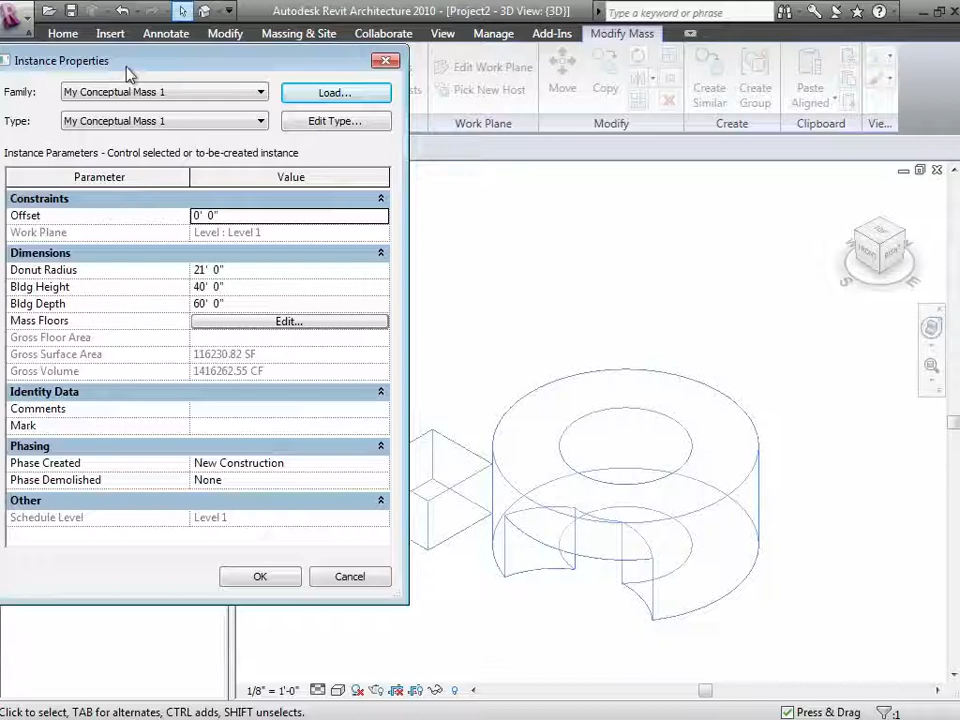 Autodesk Revit Architecture 2010 - [Project2 - 3D View: {3D}]
Type a keyword or phrase
Home Insert Annotate Modify Massing & Site Collaborate View Manage Add-Ins Modify Mass
Instance Properties
Edit Work Plane
Pick New Host
Move Copy
Create Similar
Create Group
Paste Aligned
Work Plane Modify Create Clipboard View...
Family: My Conceptual Mass 1 Load...
Type: My Conceptual Mass 1 Edit Type...
Instance Parameters - Control selected or to-be-created instance
Parameter Value
Constraints
Offset 0' 0"
Work Plane Level : Level 1
Dimensions
Donut Radius 21' 0"
Bldg Height 40' 0"
Bldg Depth 60' 0"
Mass Floors Edit...
Gross Floor Area
Gross Surface Area 116230.82 SF
Gross Volume 1416262.55 CF
Identity Data
Comments
Mark
Phasing
Phase Created New Construction
Phase Demolished None
Other
Schedule Level Level 1
OK Cancel
TOP
FRONT RIGHT
W S E
1/8" = 1'-0"
Click to select, TAB for alternates, CTRL adds, SHIFT unselects.
Press & Drag :1